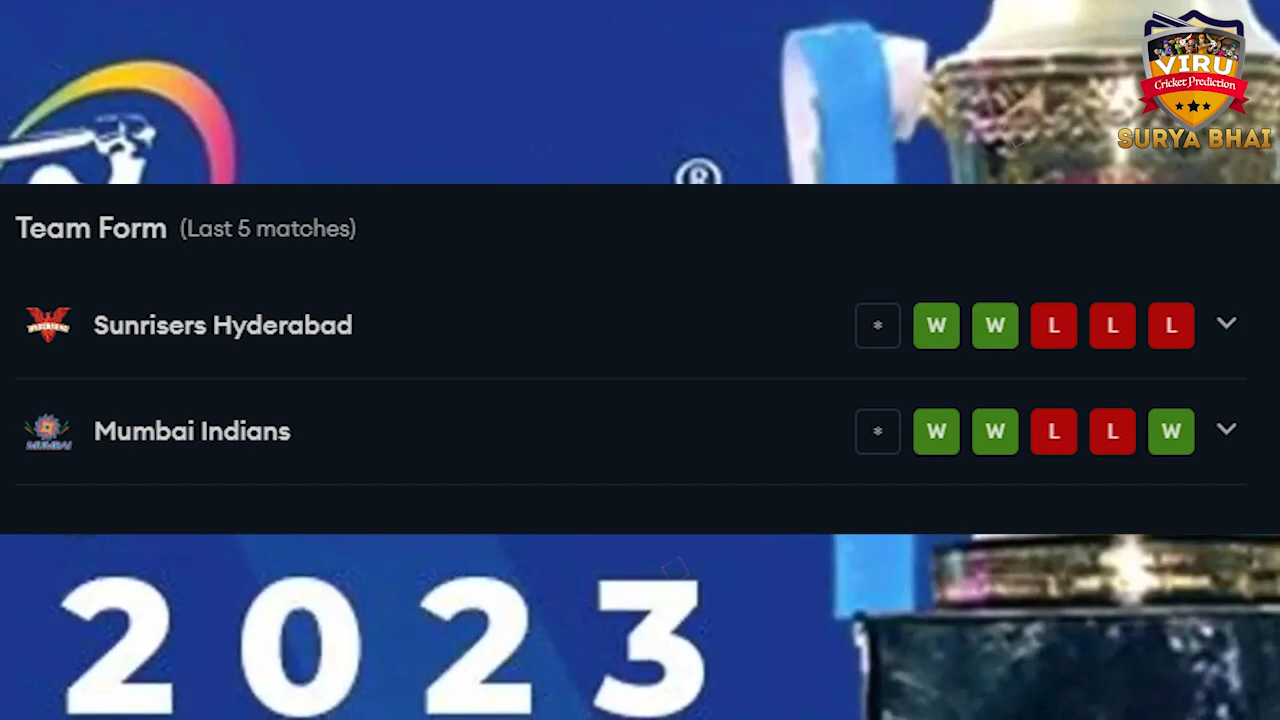 VIRU
Cricket Prediction
SURYA BHAI
®
Team Form (Last 5 matches)
Sunrisers Hyderabad * W W L L L
Mumbai Indians * W W L L W
2023